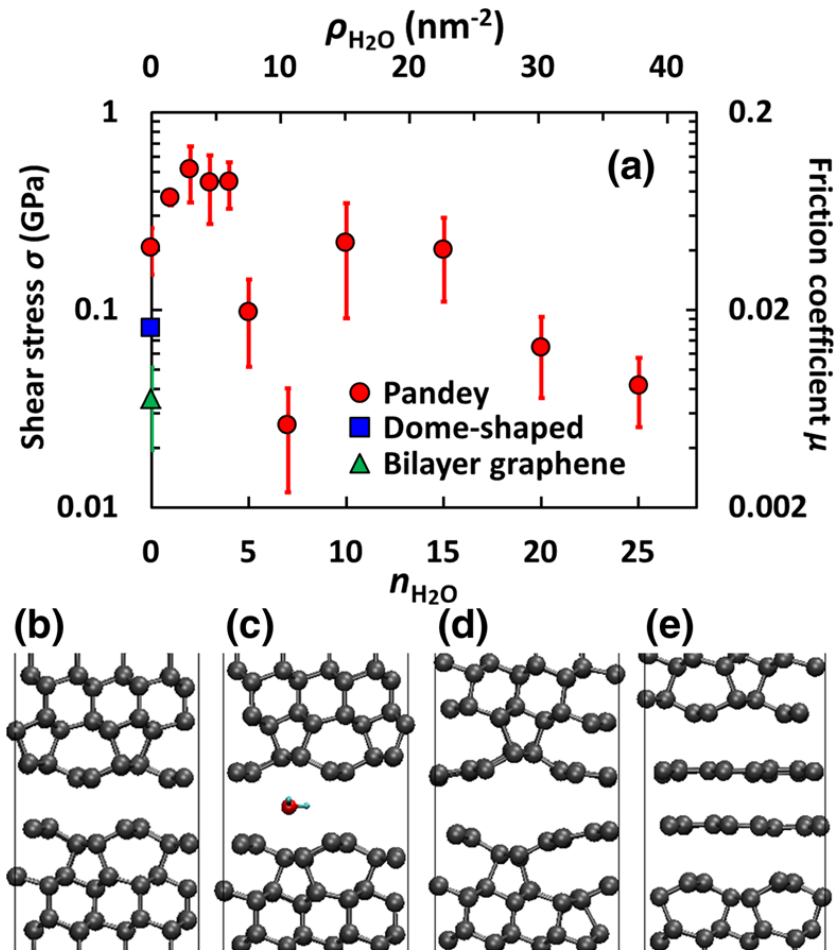 ρH2O (nm-2)
0 10 20 30 40
1 0.2
(a)
0.1 0.02
Shear stress σ (GPa)
Friction coefficient μ
Pandey
Dome-shaped
Bilayer graphene
0.01 0.002
0 5 10 15 20 25
nH2O
(b) (c) (d) (e)